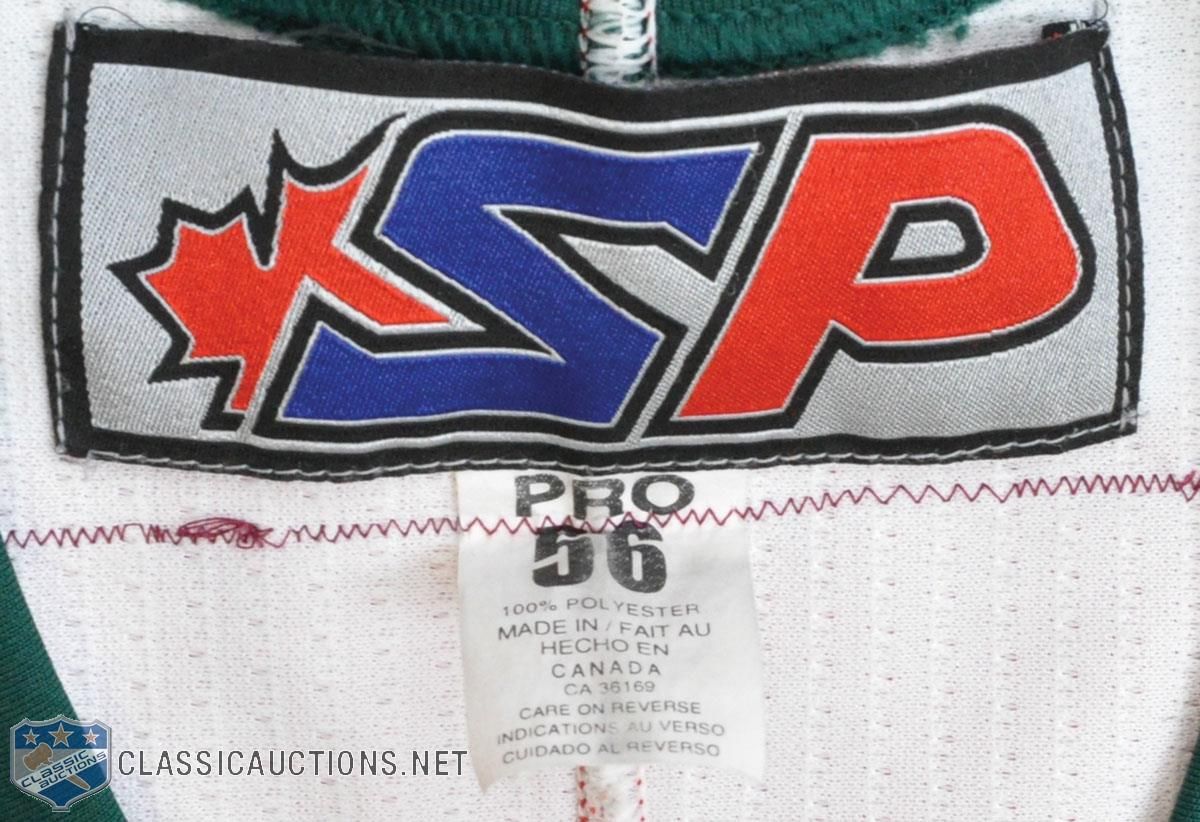 SP
PRO
56
100% POLYESTER
MADE IN / FAIT AU
HECHO EN
CANADA
CA 36169
CARE ON REVERSE
INDICATIONS AU VERSO
CUIDADO AL REVERSO
CLASSIC
AUCTIONS
CLASSICAUCTIONS.NET